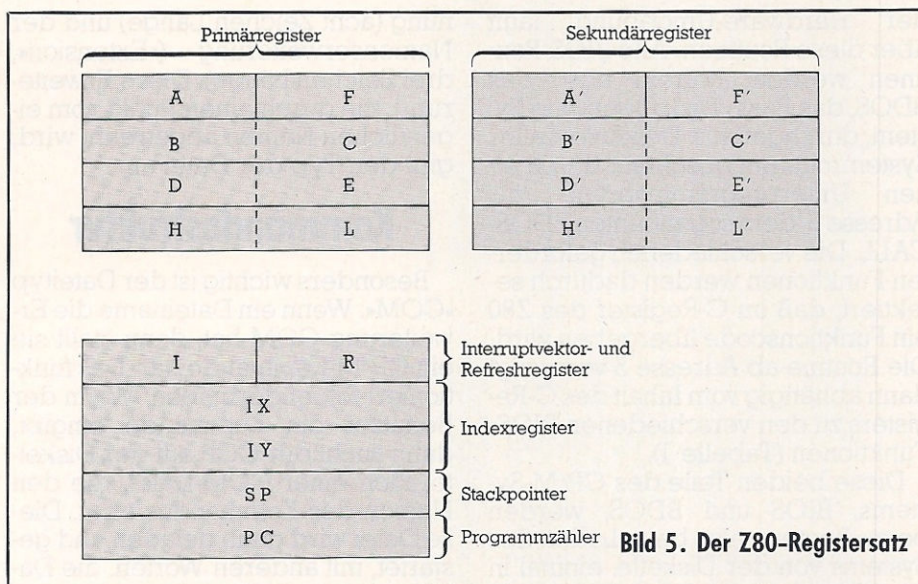 Primärregister
Sekundärregister
A F
B C
D E
H L
A′ F′
B′ C′
D′ E′
H′ L′
I R
Interruptvektor- und
Refreshregister
IX
IY
Indexregister
SP
Stackpointer
PC
Programmzähler
Bild 5. Der Z80-Registersatz